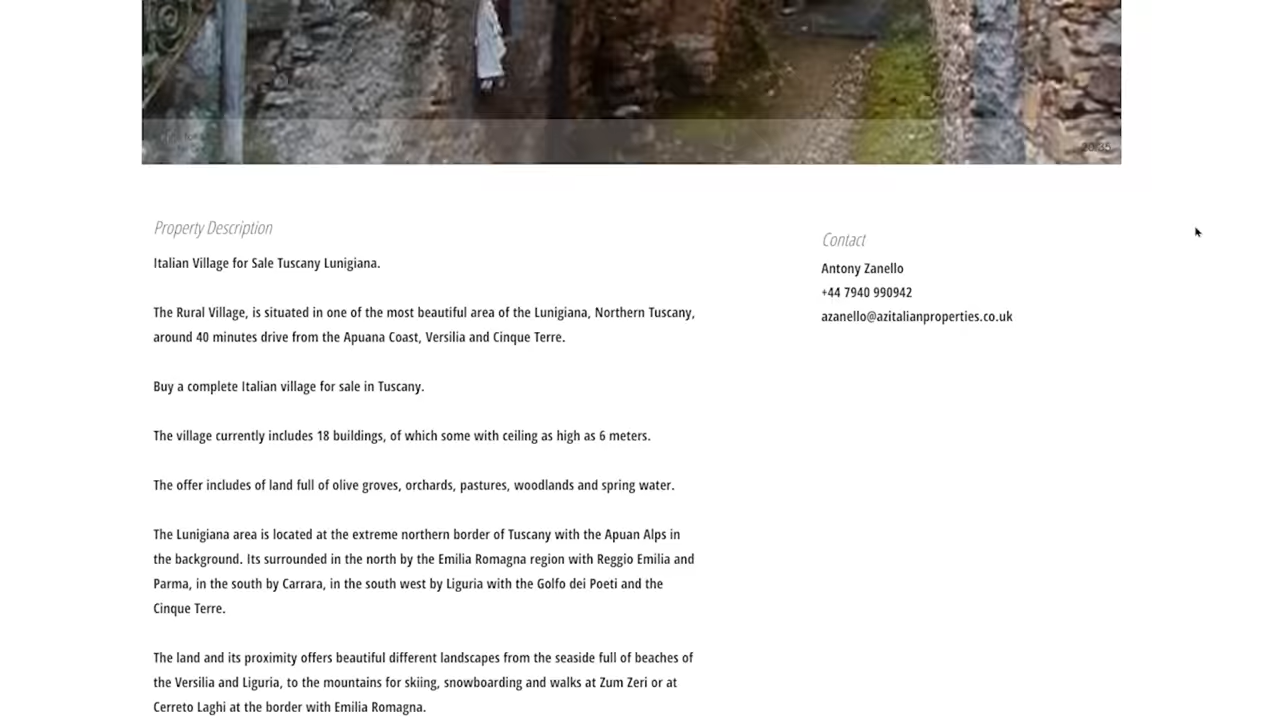 20/35
Property Description
Italian Village for Sale Tuscany Lunigiana.
The Rural Village, is situated in one of the most beautiful area of the Lunigiana, Northern Tuscany,
around 40 minutes drive from the Apuana Coast, Versilia and Cinque Terre.
Buy a complete Italian village for sale in Tuscany.
The village currently includes 18 buildings, of which some with ceiling as high as 6 meters.
The offer includes of land full of olive groves, orchards, pastures, woodlands and spring water.
The Lunigiana area is located at the extreme northern border of Tuscany with the Apuan Alps in
the background. Its surrounded in the north by the Emilia Romagna region with Reggio Emilia and
Parma, in the south by Carrara, in the south west by Liguria with the Golfo dei Poeti and the
Cinque Terre.
The land and its proximity offers beautiful different landscapes from the seaside full of beaches of
the Versilia and Liguria, to the mountains for skiing, snowboarding and walks at Zum Zeri or at
Cerreto Laghi at the border with Emilia Romagna.
Contact
Antony Zanello
+44 7940 990942
azanello@azitalianproperties.co.uk